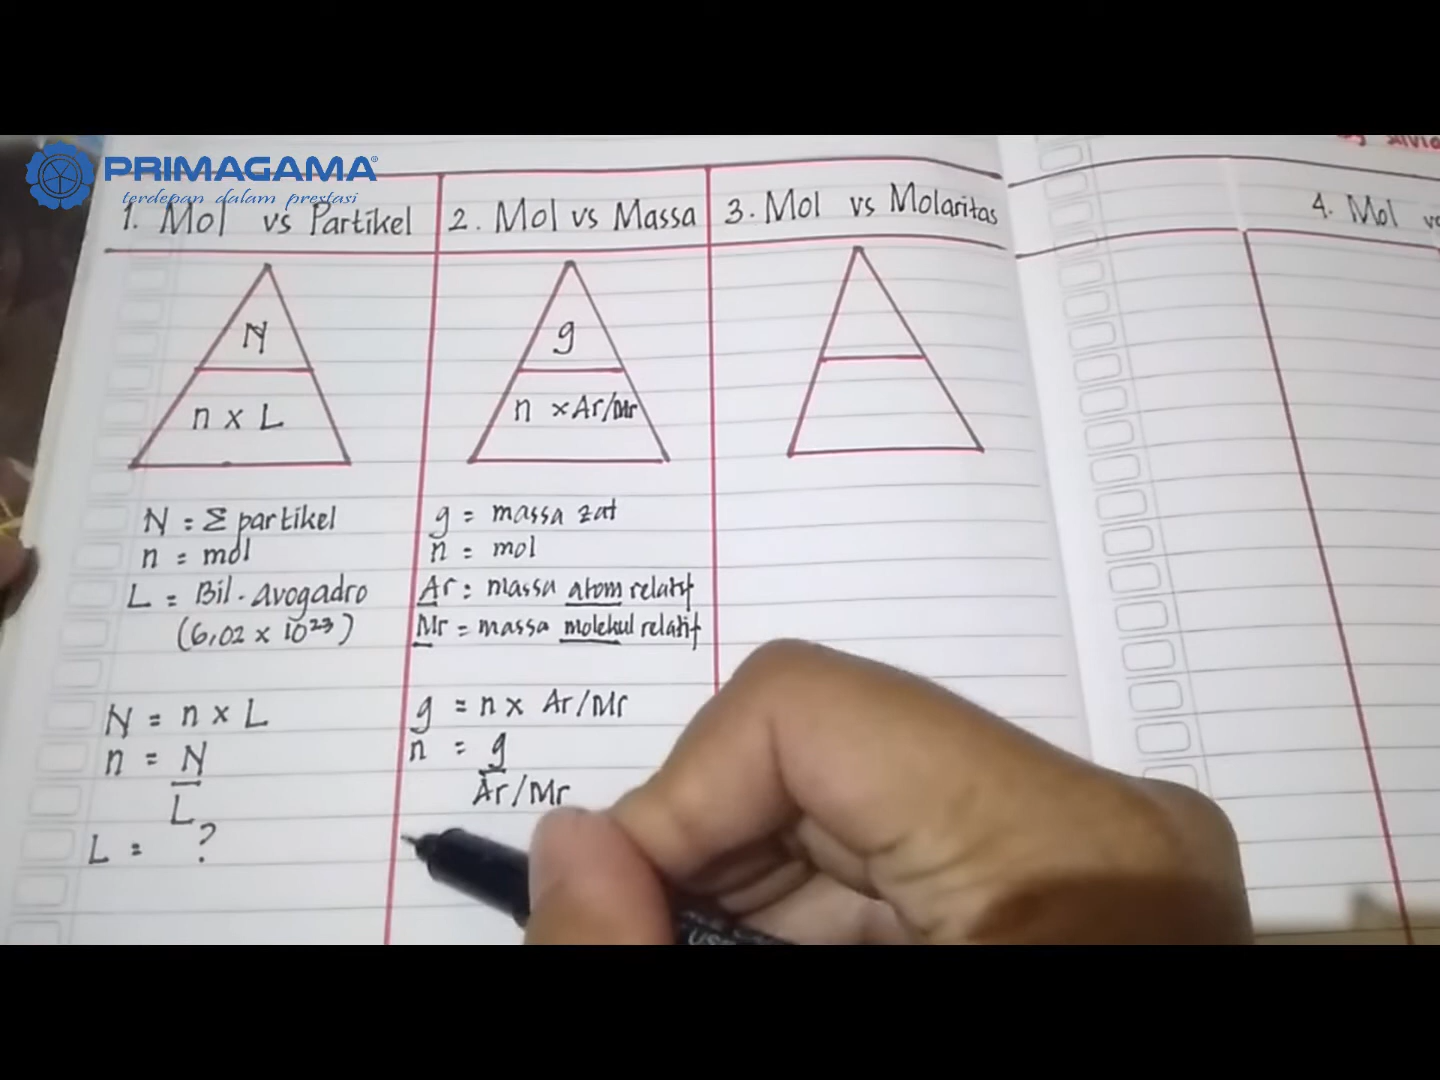 PRIMAGAMA®
terdepan dalam prestasi
1. Mol vs Partikel
N
n x L
N = Σ partikel
n = mol
L = Bil. avogadro
(6,02 x 10²³)
N = n x L
n = N
L
L = ?
2. Mol vs Massa
g
n x Ar/Mr
g = massa zat
n = mol
Ar = massa atom relatif
Mr = massa molekul relatif
g = n x Ar/Mr
n = g
Ar/Mr
3. Mol vs Molaritas
4. Mol